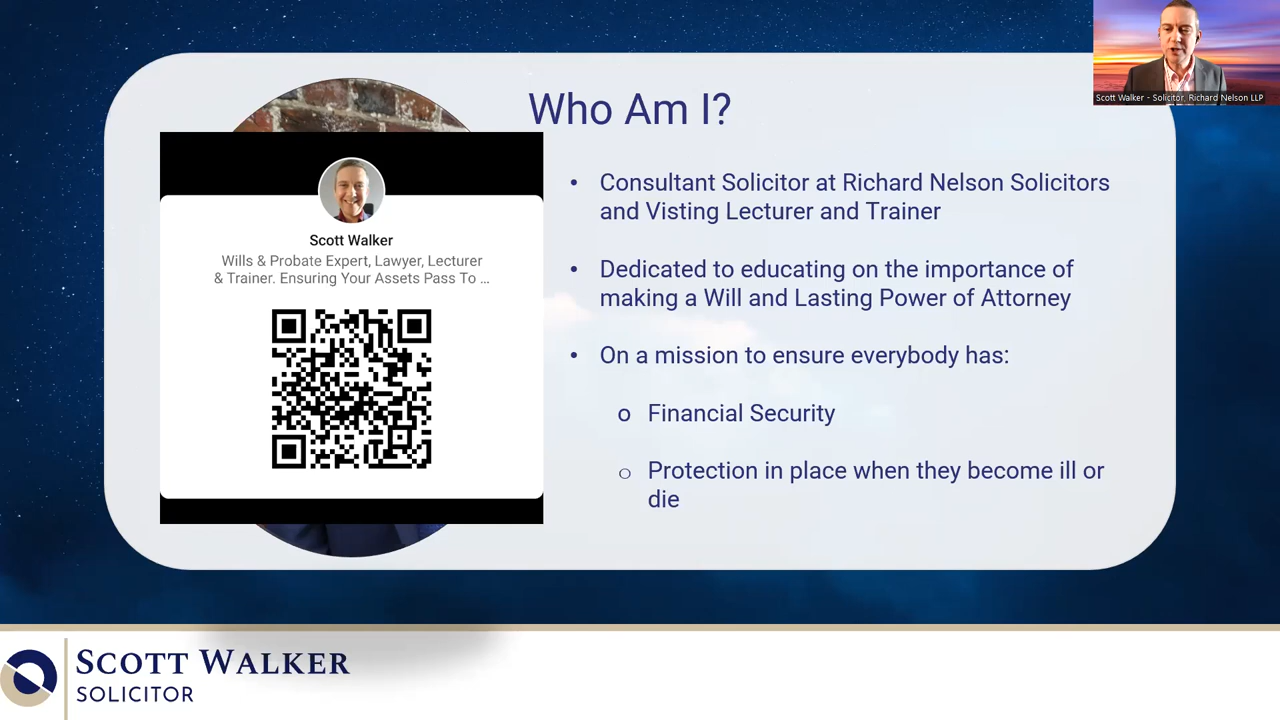 Who Am I?
Scott Walker - Solicitor, Richard Nelson LLP
Scott Walker
Wills & Probate Expert, Lawyer, Lecturer
& Trainer. Ensuring Your Assets Pass To ...
• Consultant Solicitor at Richard Nelson Solicitors
and Visting Lecturer and Trainer
• Dedicated to educating on the importance of
making a Will and Lasting Power of Attorney
• On a mission to ensure everybody has:
o Financial Security
o Protection in place when they become ill or
die
SCOTT WALKER
SOLICITOR